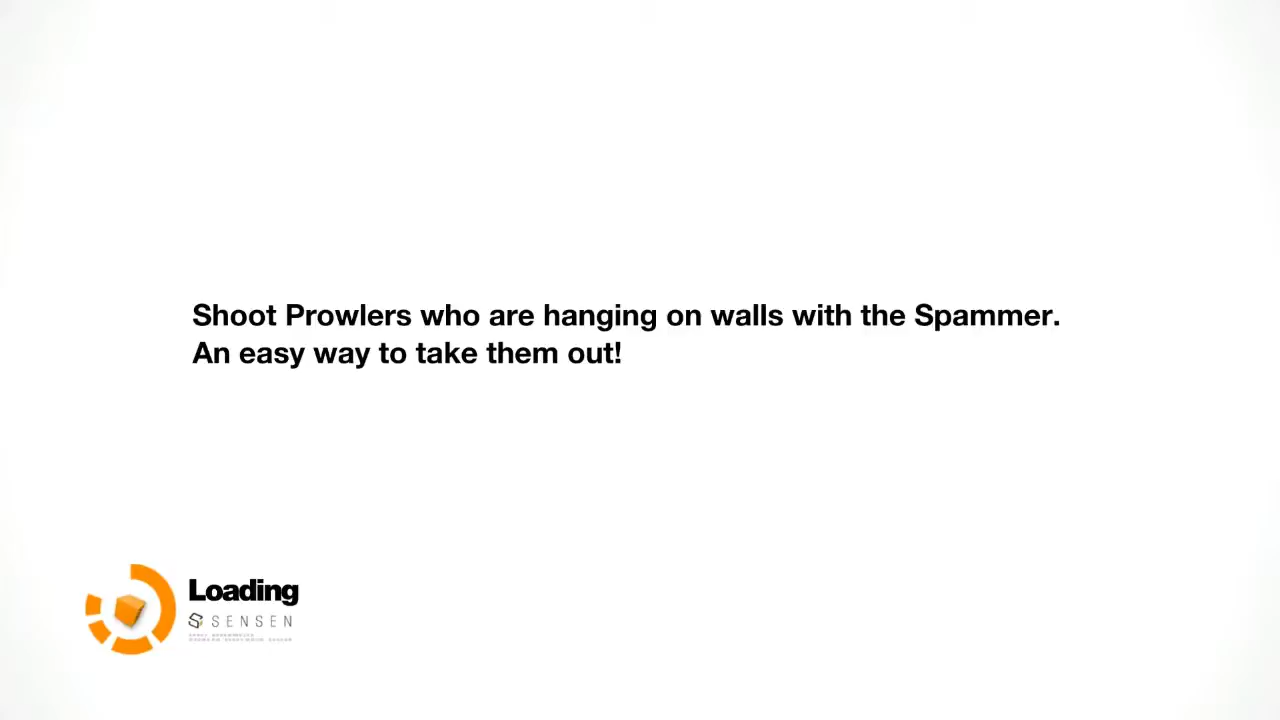 Shoot Prowlers who are hanging on walls with the Spammer.
An easy way to take them out!
Loading
SENSEN